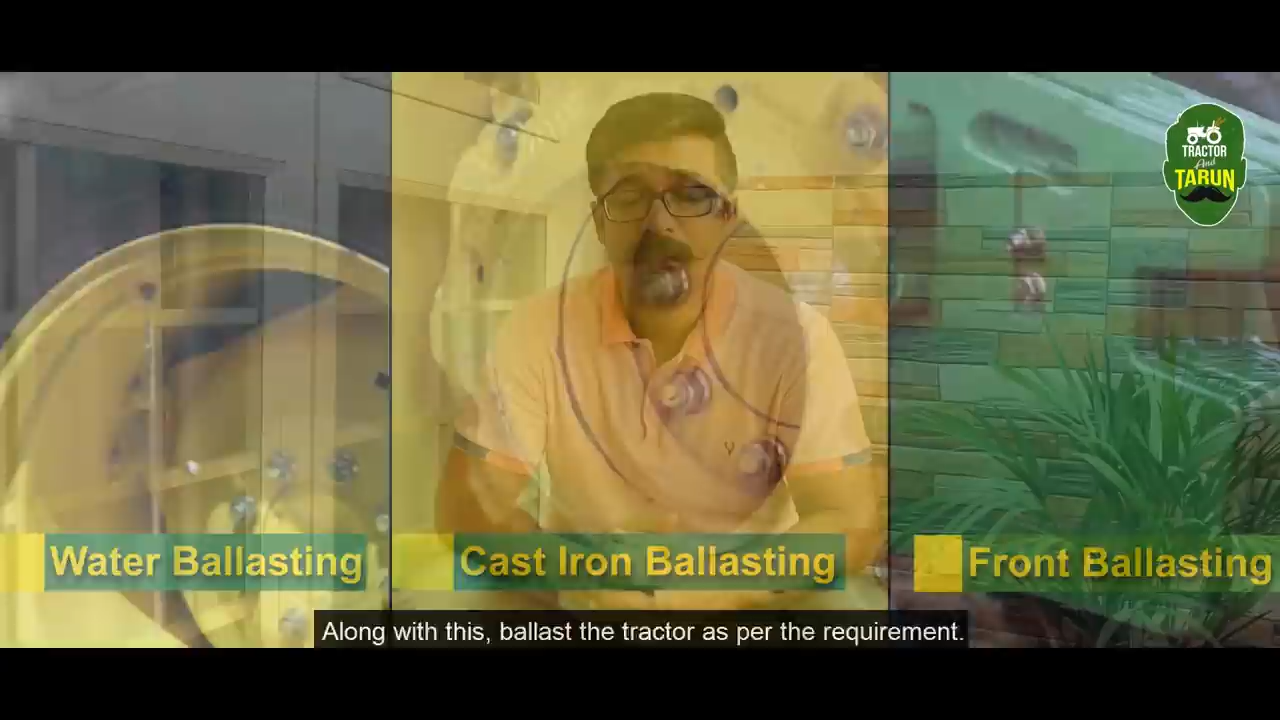 TRACTOR
And
TARUN
Water Ballasting
Cast Iron Ballasting
Front Ballasting
Along with this, ballast the tractor as per the requirement.